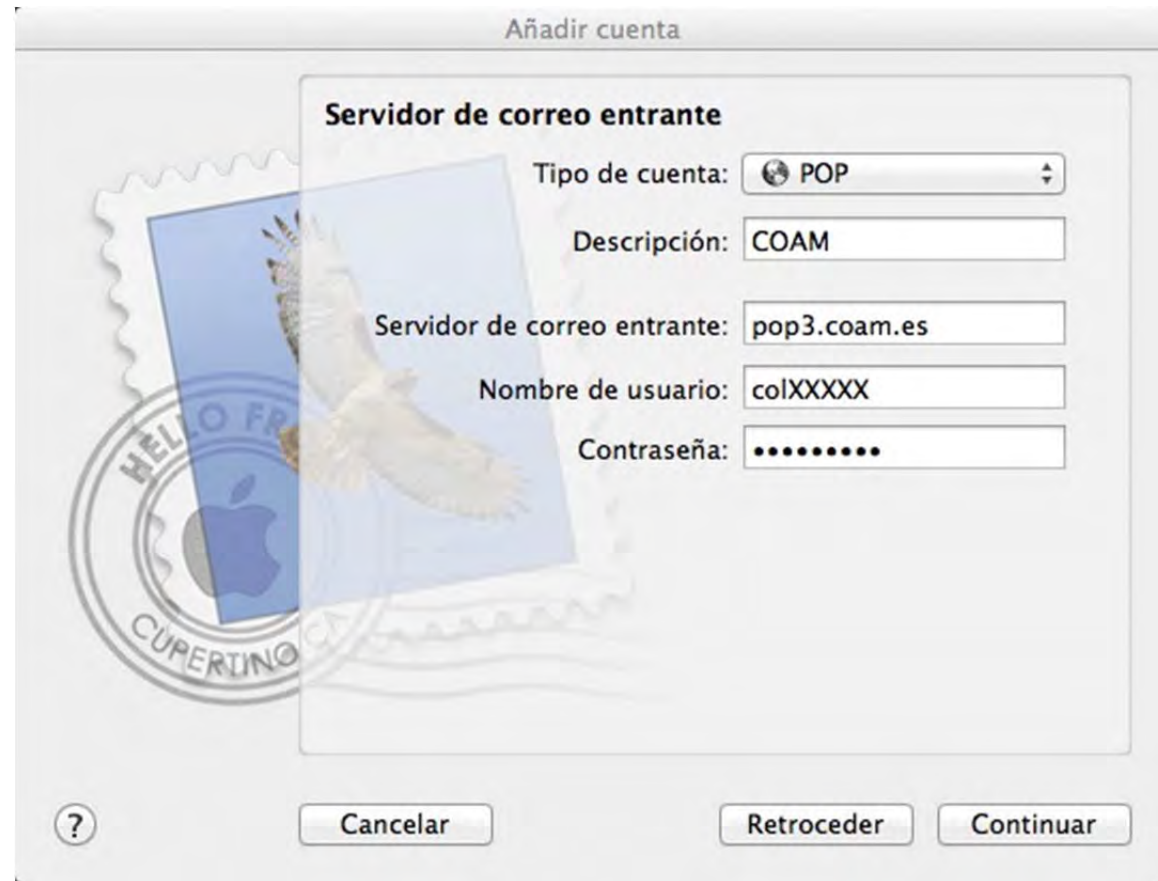 Añadir cuenta
Servidor de correo entrante
Tipo de cuenta: POP
Descripción: COAM
Servidor de correo entrante: pop3.coam.es
Nombre de usuario: colXXXXX
Contraseña: •••••••••
HELLO FR
CUPERTINO CA
? Cancelar Retroceder Continuar